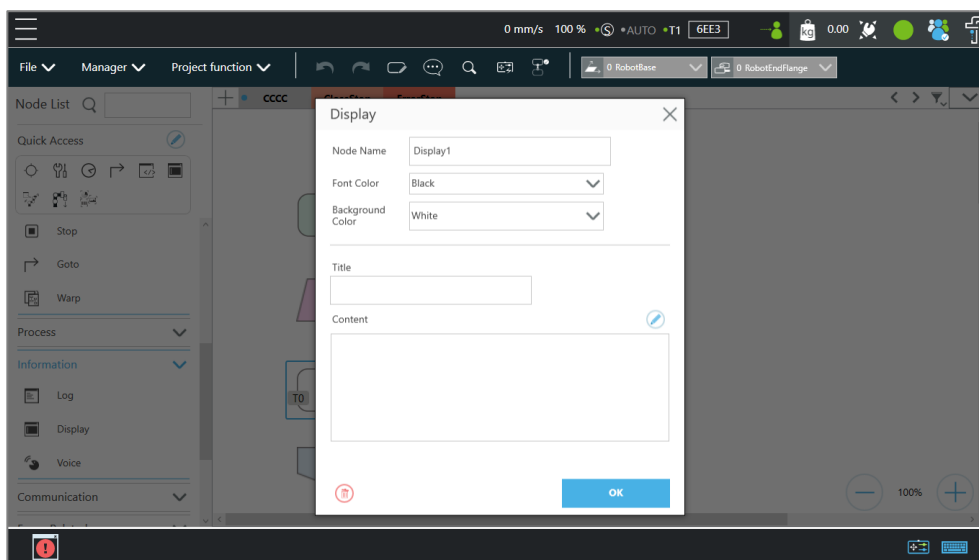 0 mm/s 100 % S AUTO T1 6EE3 kg 0.00
File Manager Project function 0 RobotBase 0 RobotEndFlange
Node List
cccc
Quick Access
Stop
Goto
Warp
Process
Information
Log
Display
Voice
Communication
T0
Display
Node Name Display1
Font Color Black
Background
Color
White
Title
Content
OK
100%